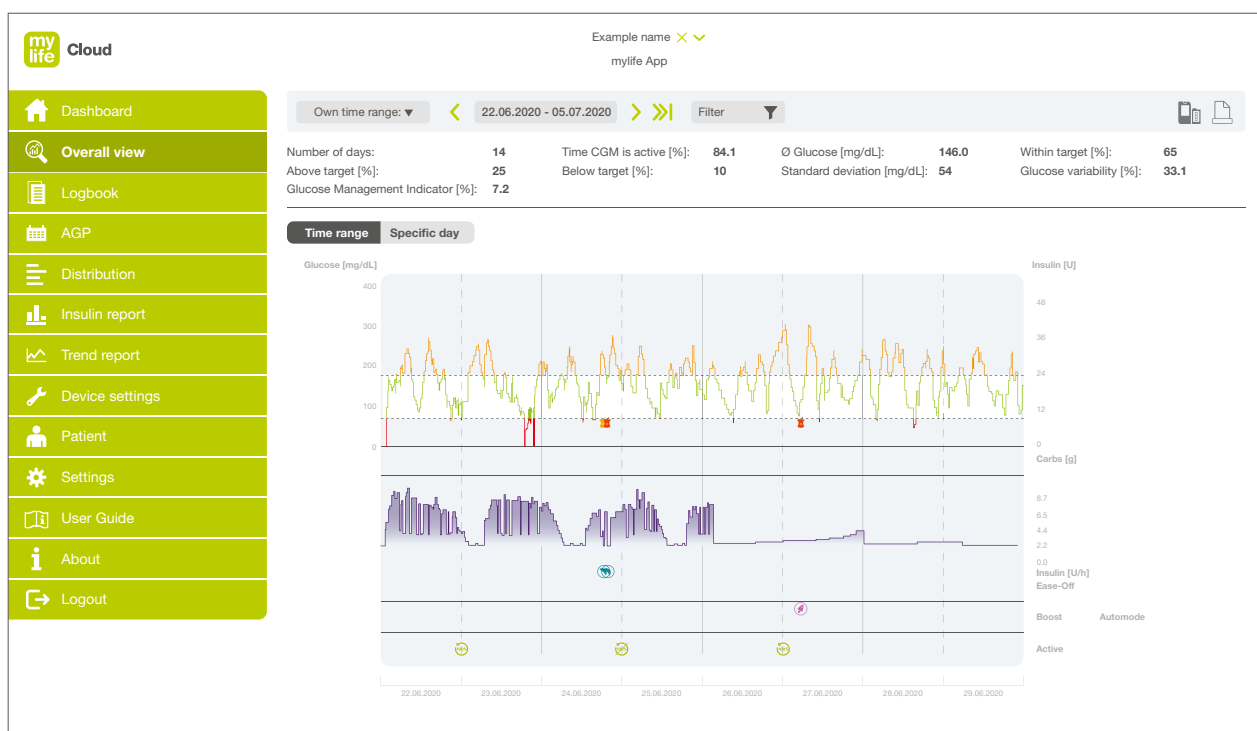 my
life
Cloud
Example name
mylife App
Dashboard
Overall view
Logbook
AGP
Distribution
Insulin report
Trend report
Device settings
Patient
Settings
User Guide
About
Logout
Own time range: 22.06.2020 - 05.07.2020 Filter
Number of days: 14 Time CGM is active [%]: 84.1 Ø Glucose [mg/dL]: 146.0 Within target [%]: 65
Above target [%]: 25 Below target [%]: 10 Standard deviation [mg/dL]: 54 Glucose variability [%]: 33.1
Glucose Management Indicator [%]: 7.2
Time range Specific day
Glucose [mg/dL] Insulin [U]
400
300
200
100
0
48
36
24
12
0
Carbs [g]
8.7
6.5
4.4
2.2
0.0
Insulin [U/h]
Ease-Off
Boost Automode
Active
22.06.2020 23.06.2020 24.06.2020 25.06.2020 26.06.2020 27.06.2020 28.06.2020 29.06.2020